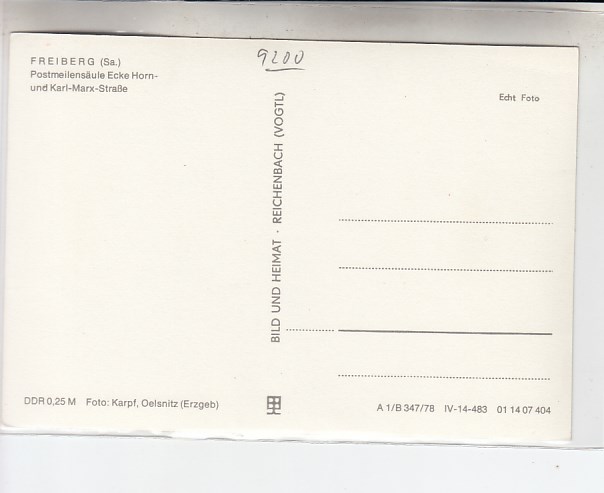 FREIBERG (Sa.)
Postmeilensäule Ecke Horn-
und Karl-Marx-Straße
9200
Echt Foto
BILD UND HEIMAT · REICHENBACH (VOGTL)
DDR 0,25 M Foto: Karpf, Oelsnitz (Erzgeb)
A 1/B 347/78 IV-14-483 01 14 07 404